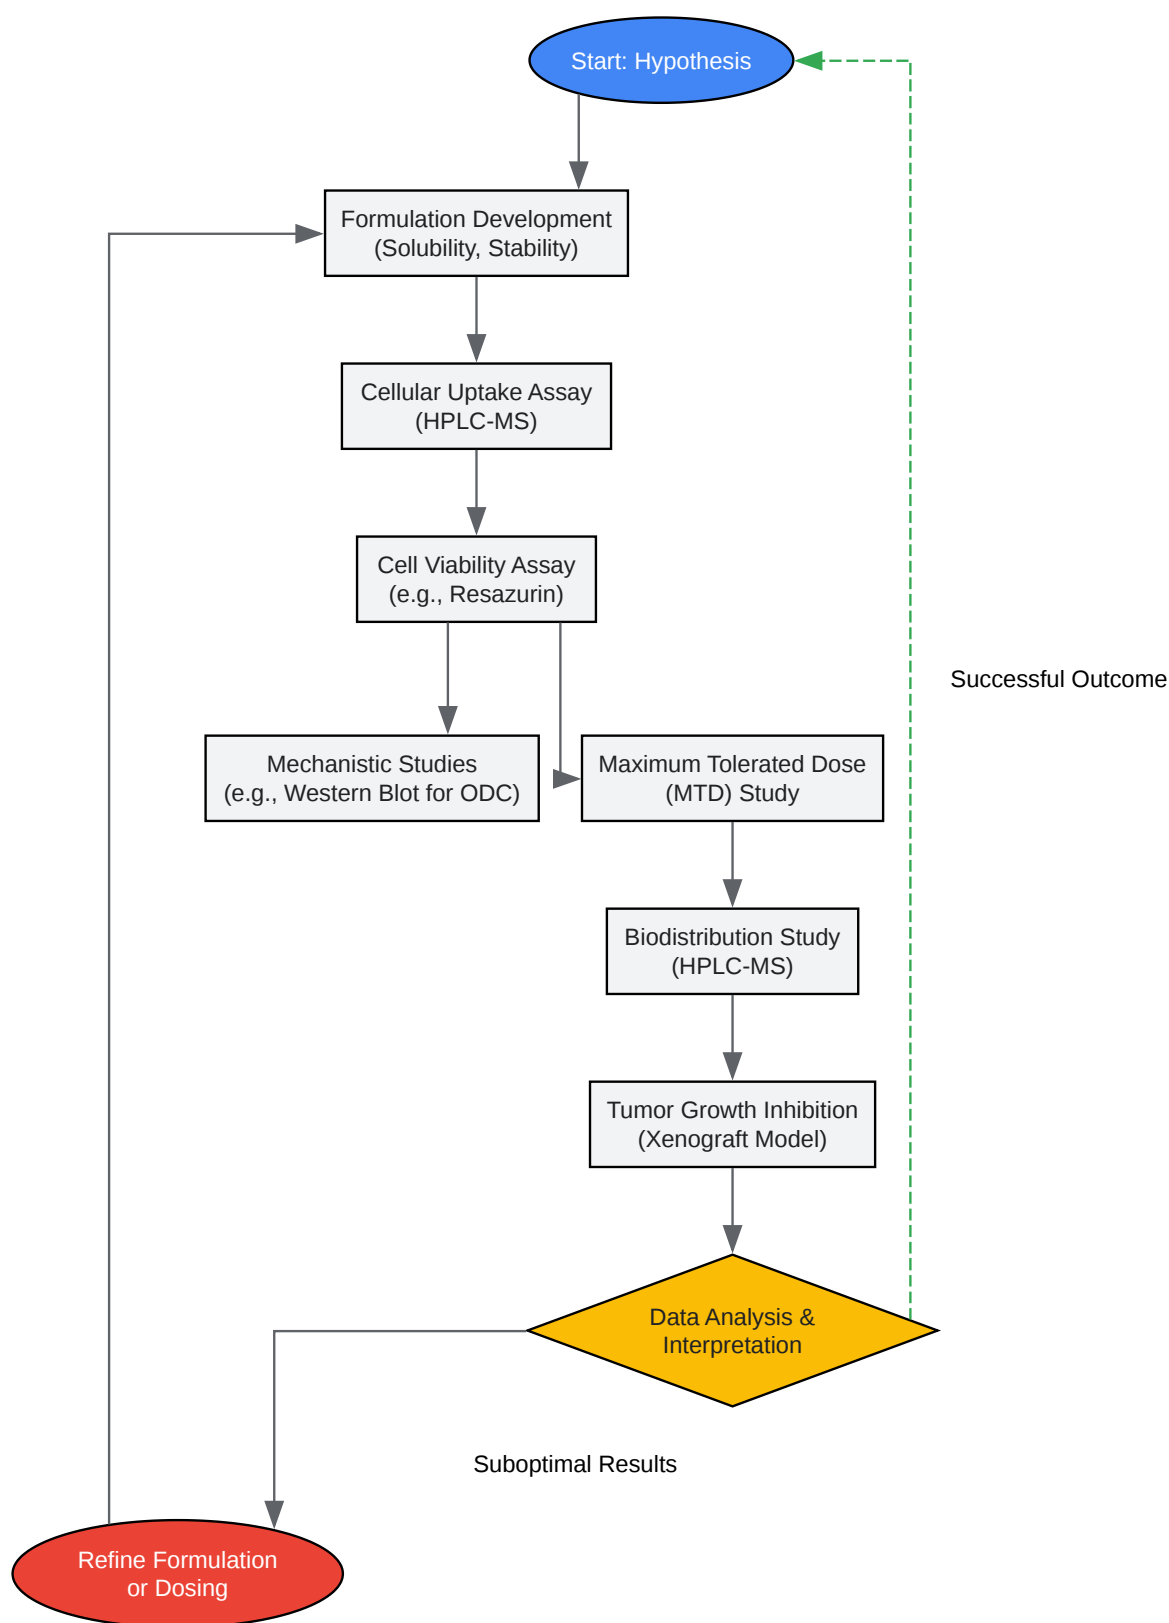 Start: Hypothesis
Formulation Development
(Solubility, Stability)
Cellular Uptake Assay
(HPLC-MS)
Cell Viability Assay
(e.g., Resazurin)
Successful Outcome
Mechanistic Studies
(e.g., Western Blot for ODC)
Maximum Tolerated Dose
(MTD) Study
Biodistribution Study
(HPLC-MS)
Tumor Growth Inhibition
(Xenograft Model)
Data Analysis &
Interpretation
Suboptimal Results
Refine Formulation
or Dosing